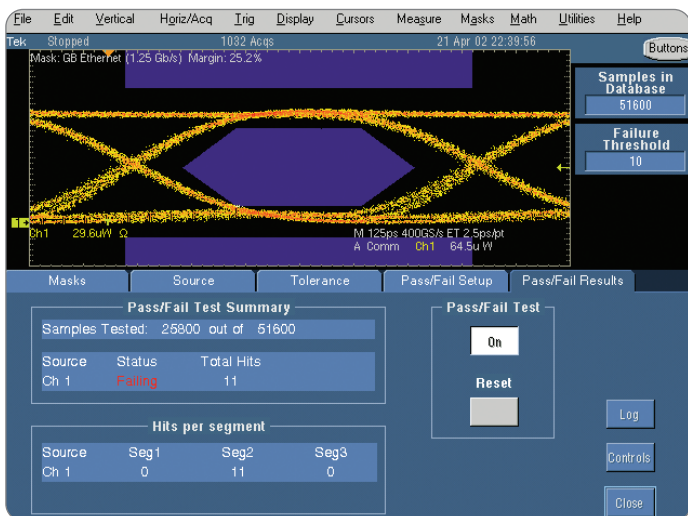 File Edit Vertical Horiz/Acq Trig Display Cursors Measure Masks Math Utilities Help
Tek Stopped 1032 Acqs 21 Apr 02 22:39:56
Buttons
Mask: GB Ethernet (1.25 Gb/s) Margin: 25.2%
Samples in
Database
51600
Failure
Threshold
10
1
Ch1 29.6uW Ω M 125ps 400GS/s ET 2.5ps/pt
A Comm Ch1 64.5u W
Masks Source Tolerance Pass/Fail Setup Pass/Fail Results
Pass/Fail Test Summary
Samples Tested: 25800 out of 51600
Source Status Total Hits
Ch 1 Failing 11
Pass/Fail Test
On
Reset
Hits per segment
Source Seg1 Seg2 Seg3
Ch 1 0 11 0
Log
Controls
Close